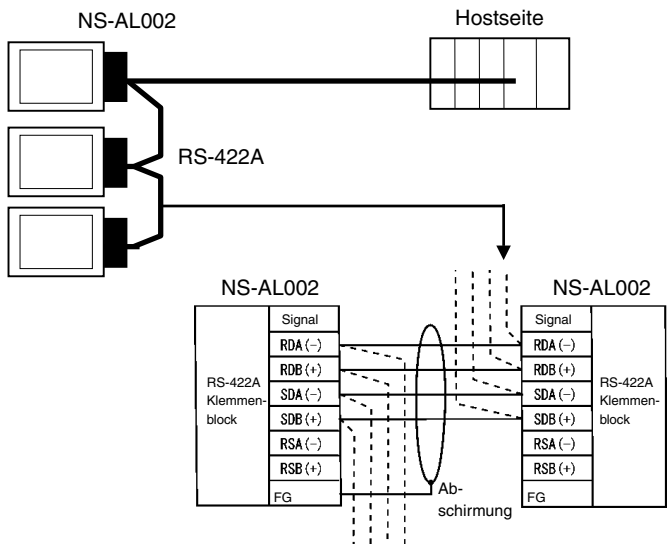 NS-AL002
Hostseite
RS-422A
NS-AL002
Signal
RDA (−)
RDB (+)
SDA (−)
SDB (+)
RSA (−)
RSB (+)
FG
RS-422A
Klemmen-
block
Ab-
schirmung
NS-AL002
Signal
RDA (−)
RDB (+)
SDA (−)
SDB (+)
RSA (−)
RSB (+)
FG
RS-422A
Klemmen-
block